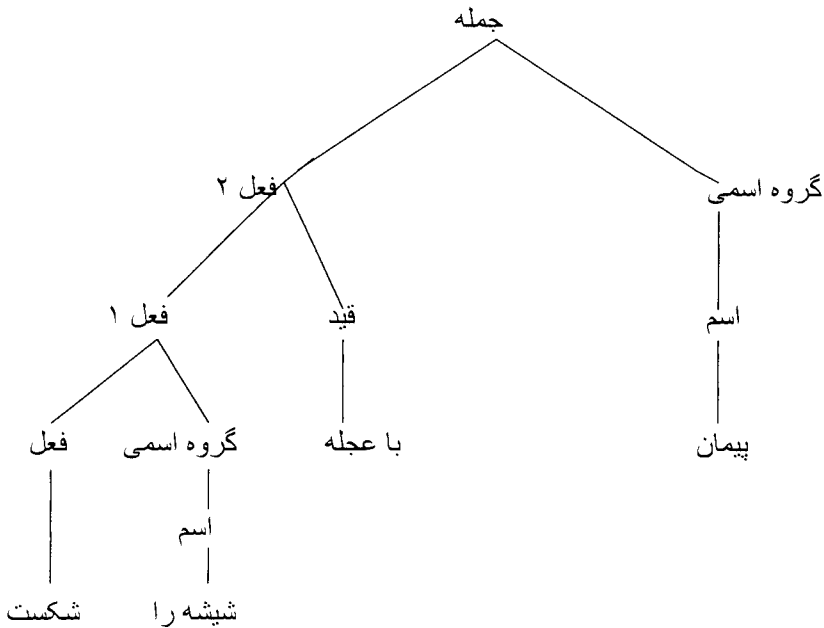 جمله
گروه اسمی فعل ۲
اسم قید فعل ۱
پیمان با عجله گروه اسمی فعل
اسم
شیشه را شکست